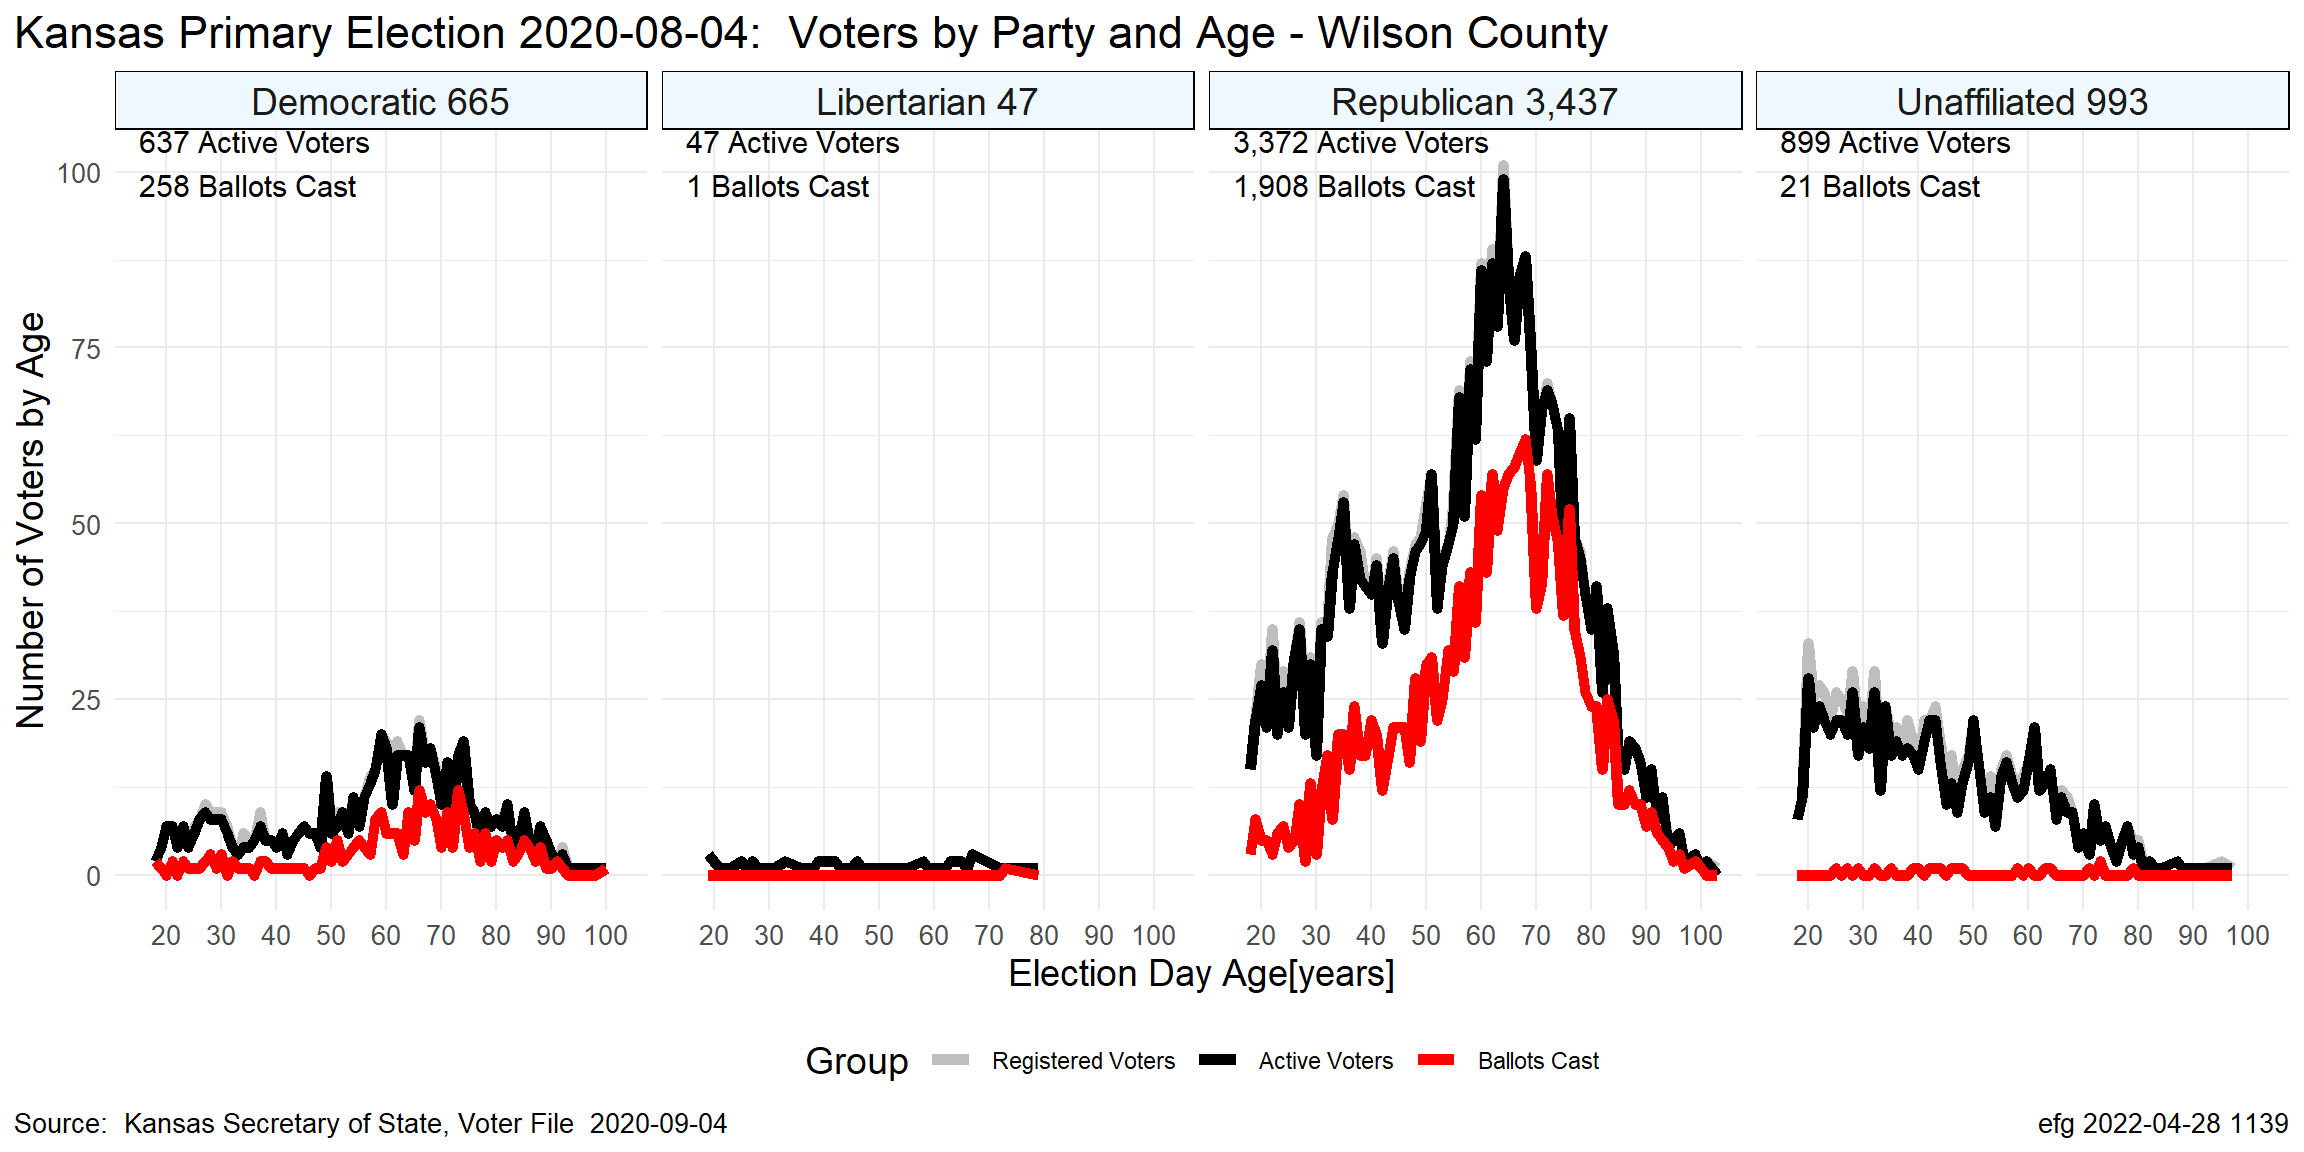 Kansas Primary Election 2020-08-04:  Voters by Party and Age - Wilson County
Democratic 665
Libertarian 47
Republican 3,437
Unaffiliated 993
637 Active Voters
258 Ballots Cast
47 Active Voters
1 Ballots Cast
3,372 Active Voters
1,908 Ballots Cast
899 Active Voters
21 Ballots Cast
Number of Voters by Age
100
75
50
25
0
20 30 40 50 60 70 80 90 100
20 30 40 50 60 70 80 90 100
20 30 40 50 60 70 80 90 100
20 30 40 50 60 70 80 90 100
Election Day Age[years]
Group Registered Voters Active Voters Ballots Cast
Source:  Kansas Secretary of State, Voter File  2020-09-04
efg 2022-04-28 1139